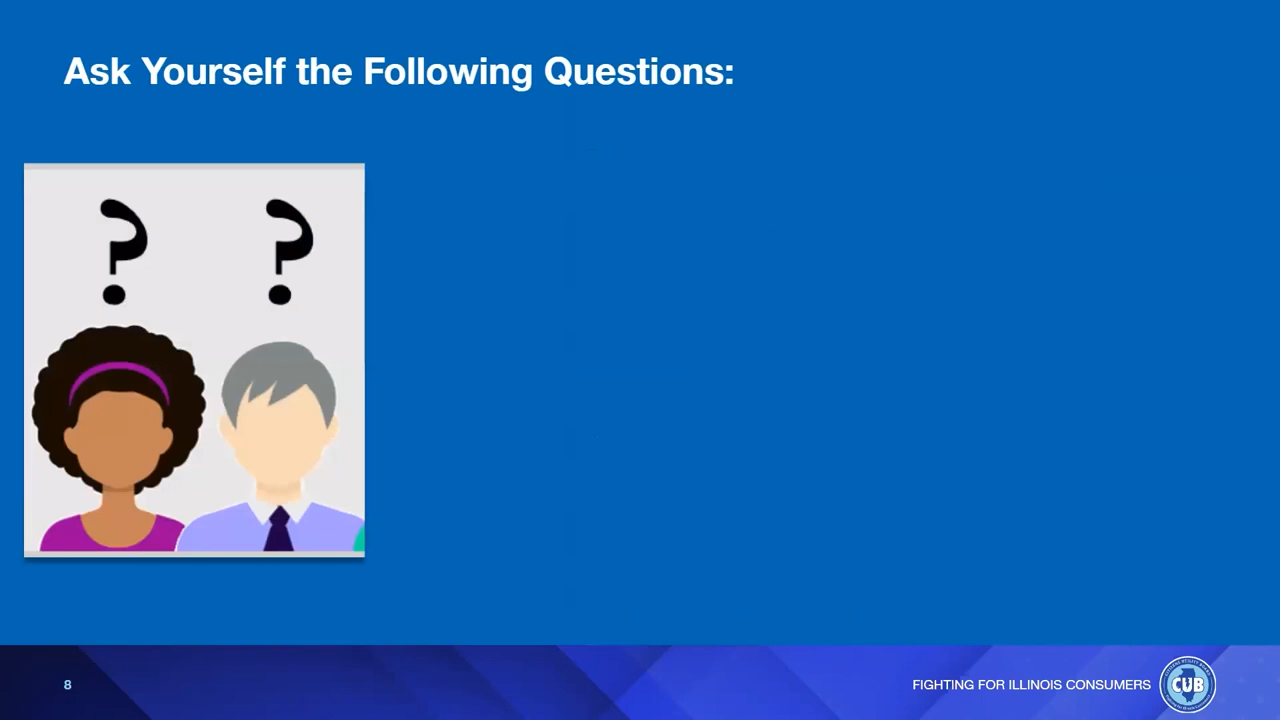 Ask Yourself the Following Questions:
? ?
8
FIGHTING FOR ILLINOIS CONSUMERS
CUB